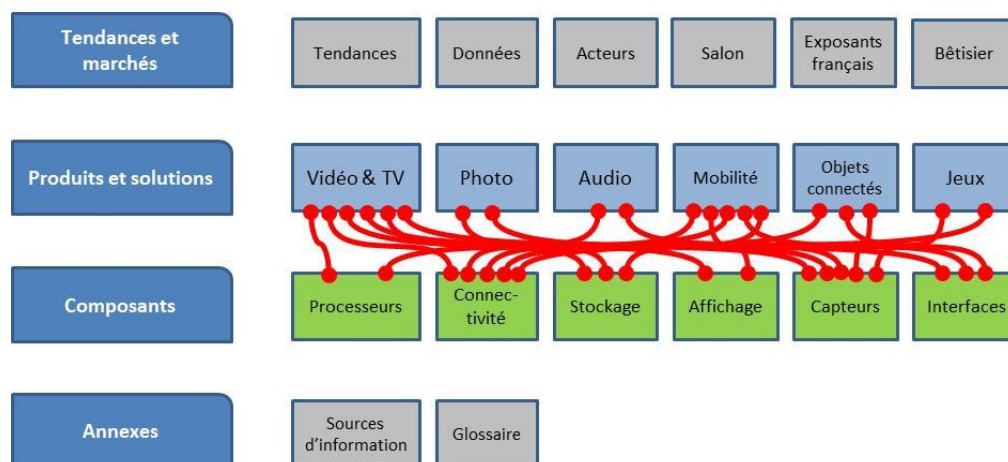 Tendances et
marchés
Tendances
Données
Acteurs
Salon
Exposants
français
Bêtisier
Produits et solutions
Vidéo & TV
Photo
Audio
Mobilité
Objets
connectés
Jeux
Composants
Processeurs
Connec-
tivité
Stockage
Affichage
Capteurs
Interfaces
Annexes
Sources
d’information
Glossaire